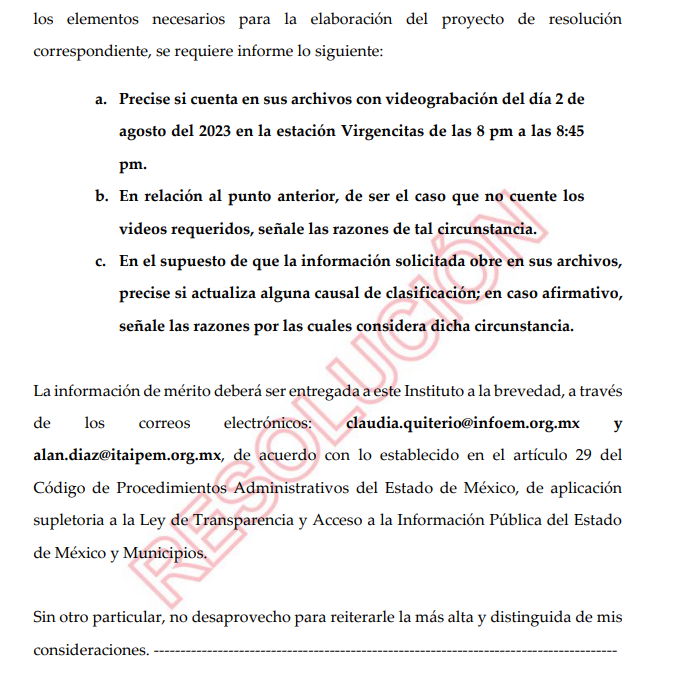 los elementos necesarios para la elaboración del proyecto de resolución
correspondiente, se requiere informe lo siguiente:
a. Precise si cuenta en sus archivos con videograbación del día 2 de
agosto del 2023 en la estación Virgencitas de las 8 pm a las 8:45
pm.
b. En relación al punto anterior, de ser el caso que no cuente los
videos requeridos, señale las razones de tal circunstancia.
c. En el supuesto de que la información solicitada obre en sus archivos,
precise si actualiza alguna causal de clasificación; en caso afirmativo,
señale las razones por las cuales considera dicha circunstancia.
La información de mérito deberá ser entregada a este Instituto a la brevedad, a través
de los correos electrónicos: claudia.quiterio@infoem.org.mx y
alan.diaz@itaipem.org.mx, de acuerdo con lo establecido en el artículo 29 del
Código de Procedimientos Administrativos del Estado de México, de aplicación
supletoria a la Ley de Transparencia y Acceso a la Información Pública del Estado
de México y Municipios.
Sin otro particular, no desaprovecho para reiterarle la más alta y distinguida de mis
consideraciones. ------------------------------------------------------------------------------------------
RESOLUCIÓN